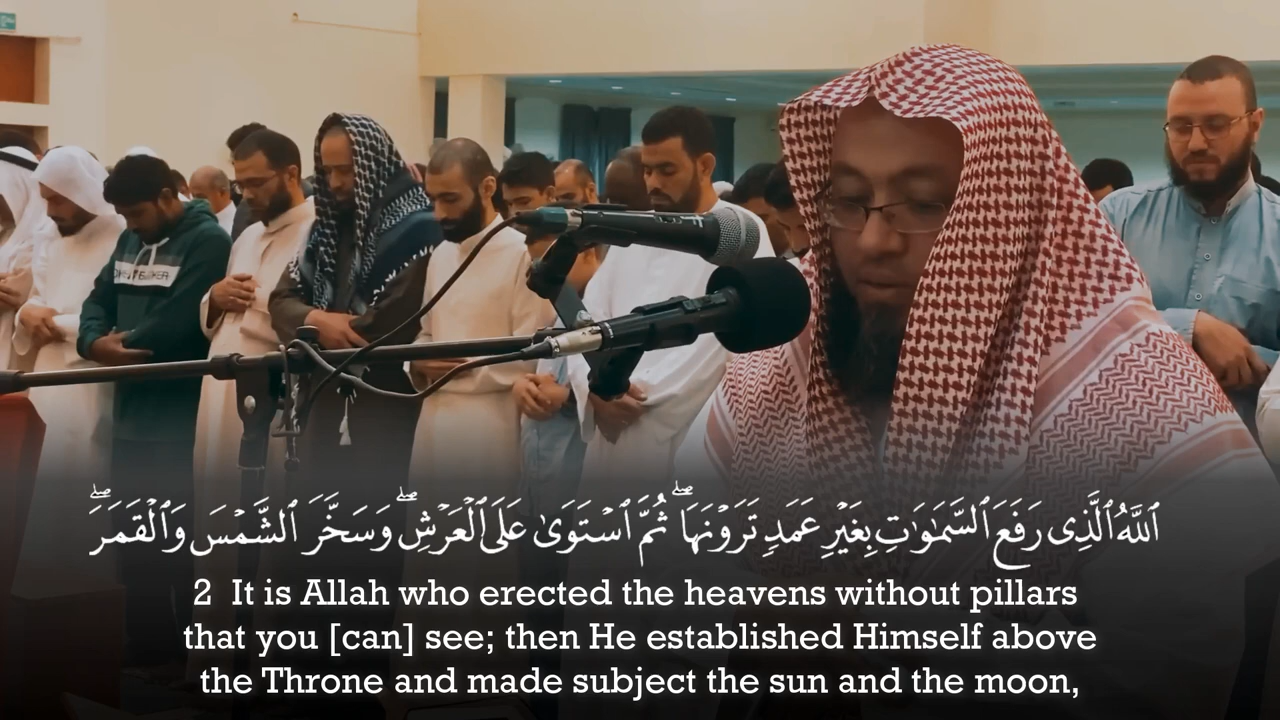 ٱللَّهُ ٱلَّذِى رَفَعَ ٱلسَّمَـٰوَٰتِ بِغَيْرِ عَمَدٍ تَرَوْنَهَا ۖ ثُمَّ ٱسْتَوَىٰ عَلَى ٱلْعَرْشِ ۖ وَسَخَّرَ ٱلشَّمْسَ وَٱلْقَمَرَ ۖ
2 It is Allah who erected the heavens without pillars
that you [can] see; then He established Himself above
the Throne and made subject the sun and the moon,